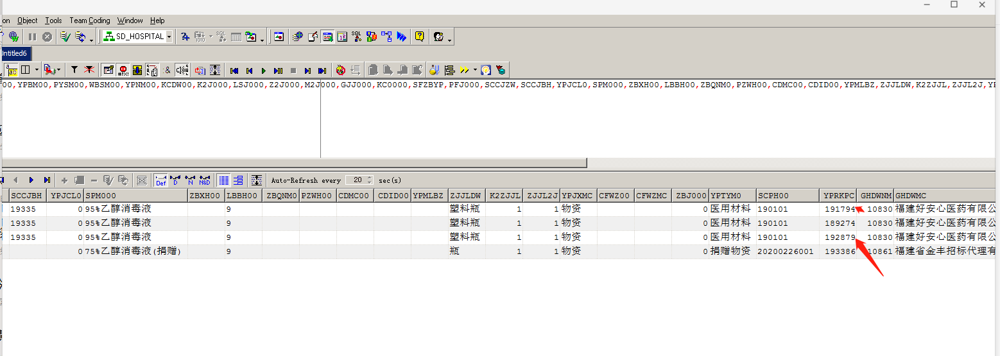 on Object Tools Team Coding Window Help
SD_HOSPITAL
SQL
SQL
Untitled6
00,YPBM00,PYSM00,WBSM00,YPNM00,KCDW00,K2J000,LSJ000,Z2J000,M2J000,GJJ000,KC0000,SFZBYP,PFJ000,SCCJZW,SCCJBH,YPJCL0,SPM000,ZBXH00,LBBH00,ZBQNM0,PZWH00,CDMC00,CDID00,YPMLBZ,ZJJLDW,K2ZJJL,ZJJL2J,YP
Def D N N&D Auto-Refresh every 20 sec(s)
SCCJBH YPJCL0 SPM000 ZBXH00 LBBH00 ZBQNM0 PZWH00 CDMC00 CDID00 YPMLBZ ZJJLDW K2ZJJL ZJJL2J YPJXMC CFWZ00 CFWZMC ZBJ000 YPTYM0 SCPH00 YPRKPC GHDWNM GHDWMC
19335 0 95%乙醇消毒液 9 塑料瓶 1 1 物资 0 医用材料 190101 191794 10830 福建好安心医药有限公
19335 0 95%乙醇消毒液 9 塑料瓶 1 1 物资 0 医用材料 190101 189274 10830 福建好安心医药有限公
19335 0 95%乙醇消毒液 9 塑料瓶 1 1 物资 0 医用材料 190101 192879 10830 福建好安心医药有限公
0 75%乙醇消毒液(捐赠) 9 瓶 1 1 物资 0 捐赠物资 20200226001 193386 10861 福建省金丰招标代理有